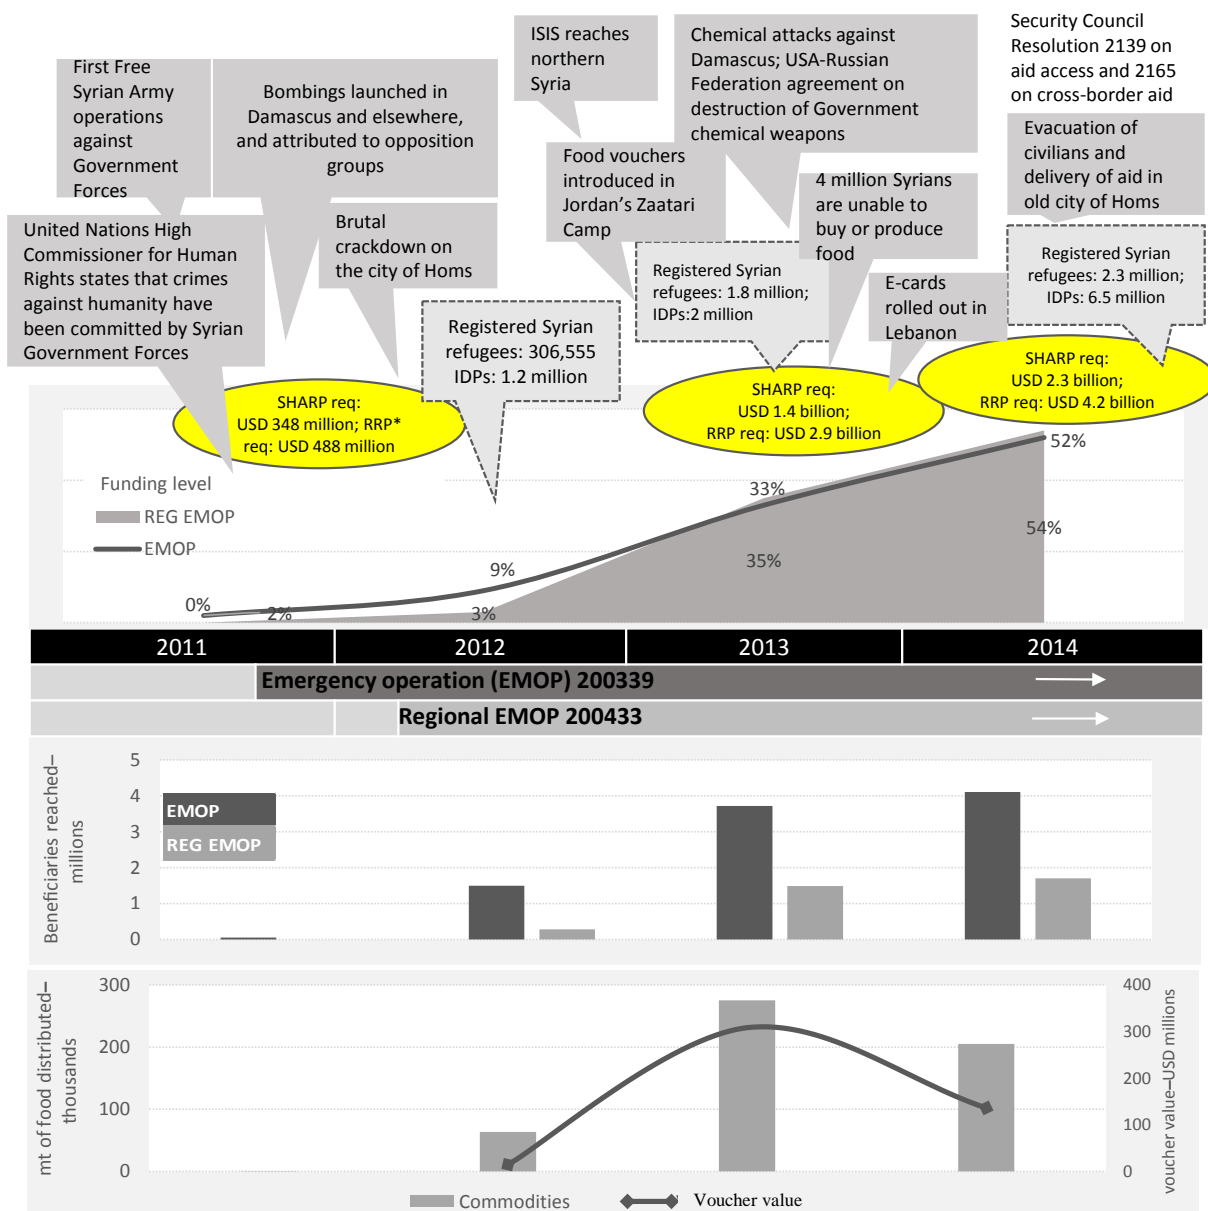 First Free
Syrian Army
operations
against
Government
Forces
Bombings launched in
Damascus and elsewhere,
and attributed to opposition
groups
ISIS reaches
northern
Syria
Chemical attacks against
Damascus; USA-Russian
Federation agreement on
destruction of Government
chemical weapons
Security Council
Resolution 2139 on
aid access and 2165
on cross-border aid
United Nations High
Commissioner for Human
Rights states that crimes
against humanity have
been committed by Syrian
Government Forces
Brutal
crackdown on
the city of Homs
Food vouchers
introduced in
Jordan’s Zaatari
Camp
4 million Syrians
are unable to
buy or produce
food
Evacuation of
civilians and
delivery of aid in
old city of Homs
Registered Syrian
refugees: 306,555
IDPs: 1.2 million
Registered Syrian
refugees: 1.8 million;
IDPs:2 million
E-cards
rolled out in
Lebanon
Registered Syrian
refugees: 2.3 million;
IDPs: 6.5 million
SHARP req:
USD 348 million; RRP*
req: USD 488 million
SHARP req:
USD 1.4 billion;
RRP req: USD 2.9 billion
SHARP req:
USD 2.3 billion;
RRP req: USD 4.2 billion
Funding level
REG EMOP
EMOP
0%
2%
9%
3%
33%
35%
52%
54%
2011 2012 2013 2014
Emergency operation (EMOP) 200339
Regional EMOP 200433
Beneficiaries reached–
millions
5
4
3
2
1
0
EMOP
REG EMOP
mt of food distributed–
thousands
300
200
100
0
400
300
200
100
0
voucher value–USD millions
Commodities Voucher value